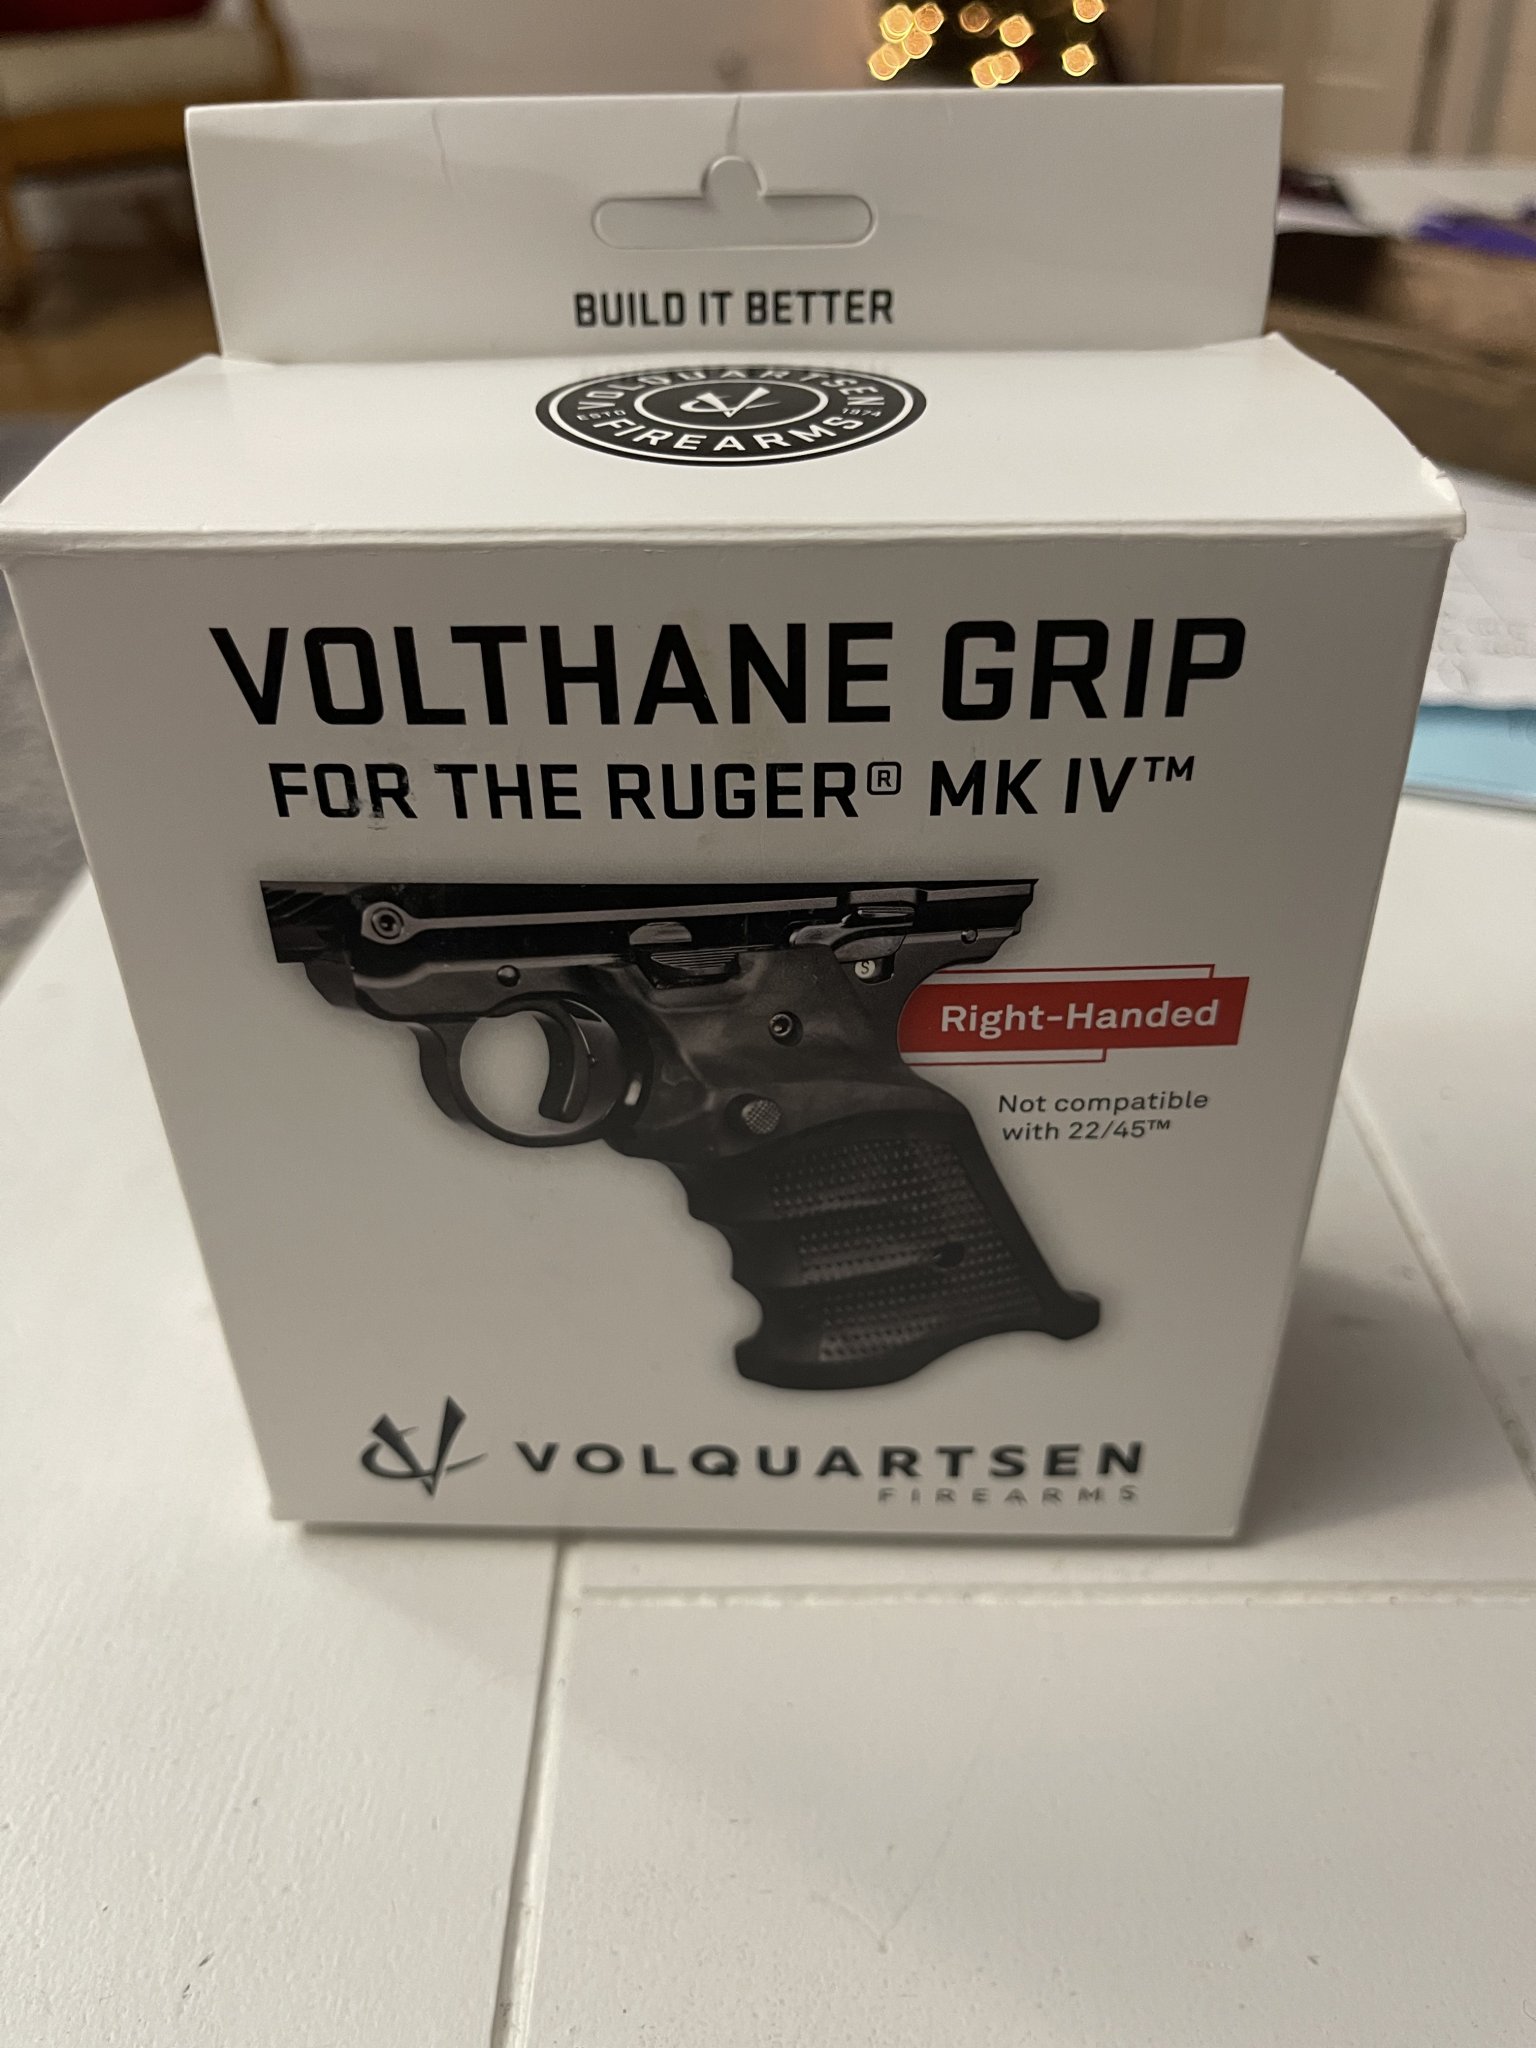 BUILD IT BETTER
VOLQUARTSEN
ESTD 1974
FIREARMS
VOLTHANE GRIP
FOR THE RUGER® MK IV™
S
Right-Handed
Not compatible
with 22/45™
VOLQUARTSEN
FIREARMS